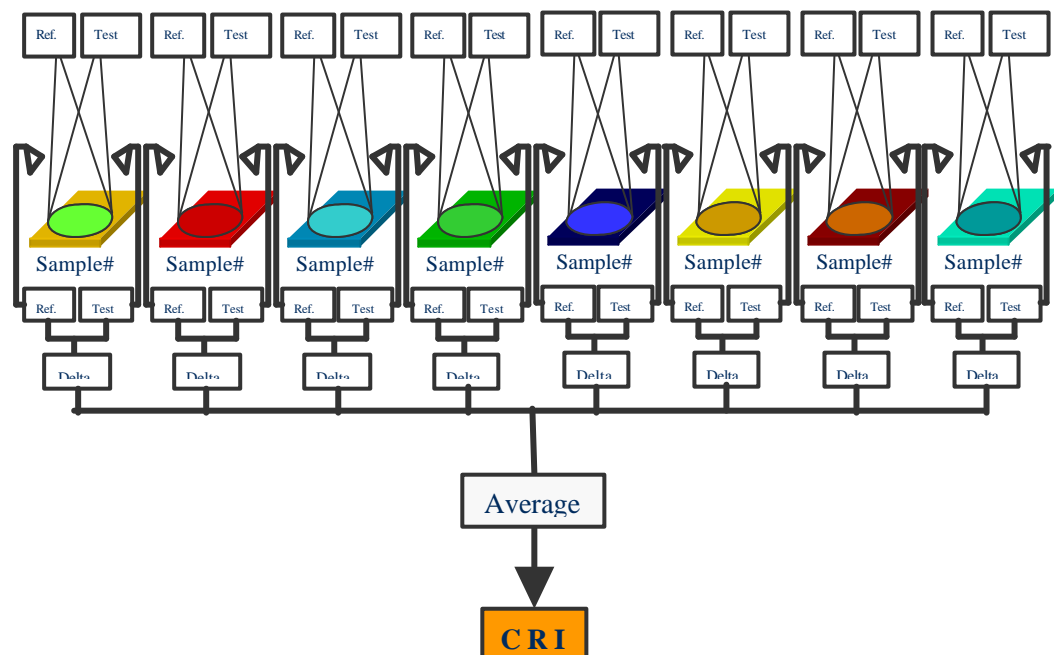 Ref. Test Ref. Test Ref. Test Ref. Test Ref. Test Ref. Test Ref. Test Ref. Test
Sample# Sample# Sample# Sample# Sample# Sample# Sample# Sample#
Ref. Test Ref. Test Ref. Test Ref. Test Ref. Test Ref. Test Ref. Test Ref. Test
Delta Delta Delta Delta Delta Delta Delta Delta
Average
C R I